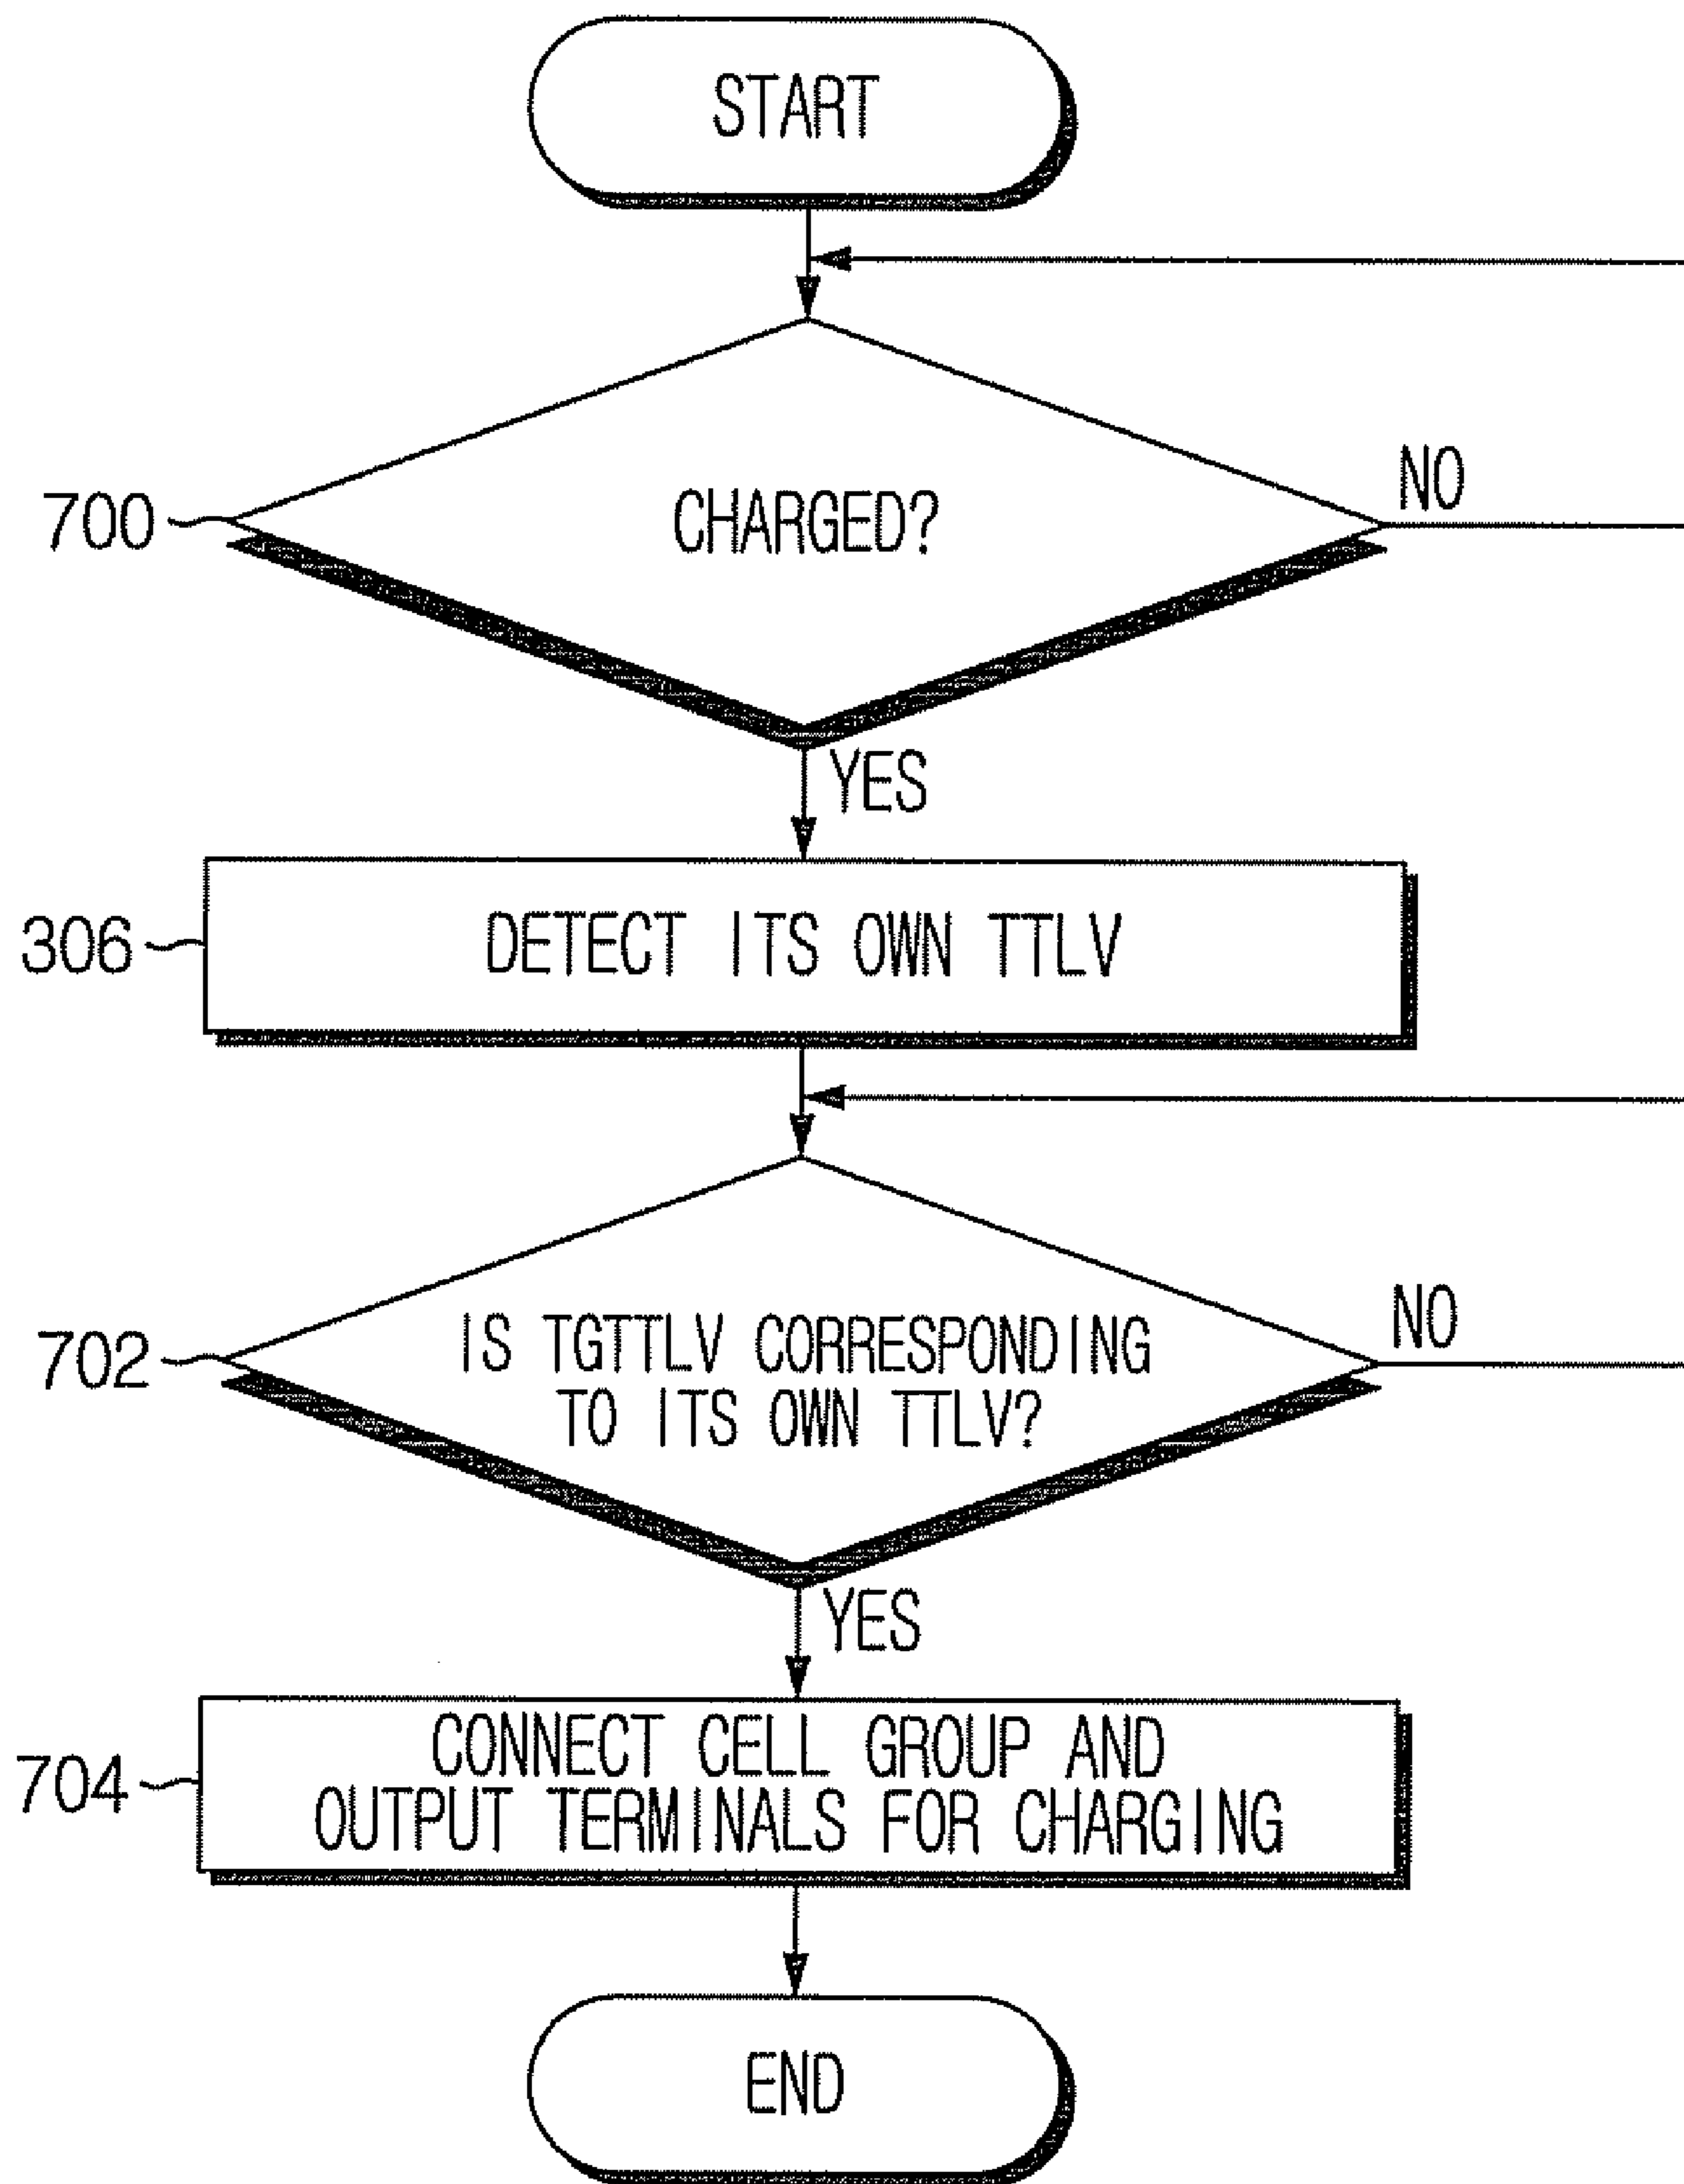 START
CHARGED?
NO
700
YES
DETECT ITS OWN TTLV
306
IS TGTTLV CORRESPONDING
TO ITS OWN TTLV?
NO
702
YES
CONNECT CELL GROUP AND
OUTPUT TERMINALS FOR CHARGING
704
END